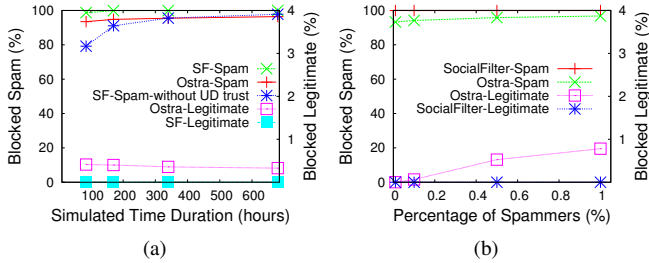 Blocked Spam (%)
100
80
60
40
20
0
4
3
2
1
Blocked Legitimate (%)
SF-Spam
Ostra-Spam
SF-Spam-without UD trust
Ostra-Legitimate
SF-Legitimate
100 200 300 400 500 600
Simulated Time Duration (hours)
(a)
Blocked Spam (%)
100
80
60
40
20
0
4
3
2
1
Blocked Legitimate (%)
SocialFilter-Spam
Ostra-Spam
Ostra-Legitimate
SocialFilter-Legitimate
0 0.2 0.4 0.6 0.8 1
Percentage of Spammers (%)
(b)